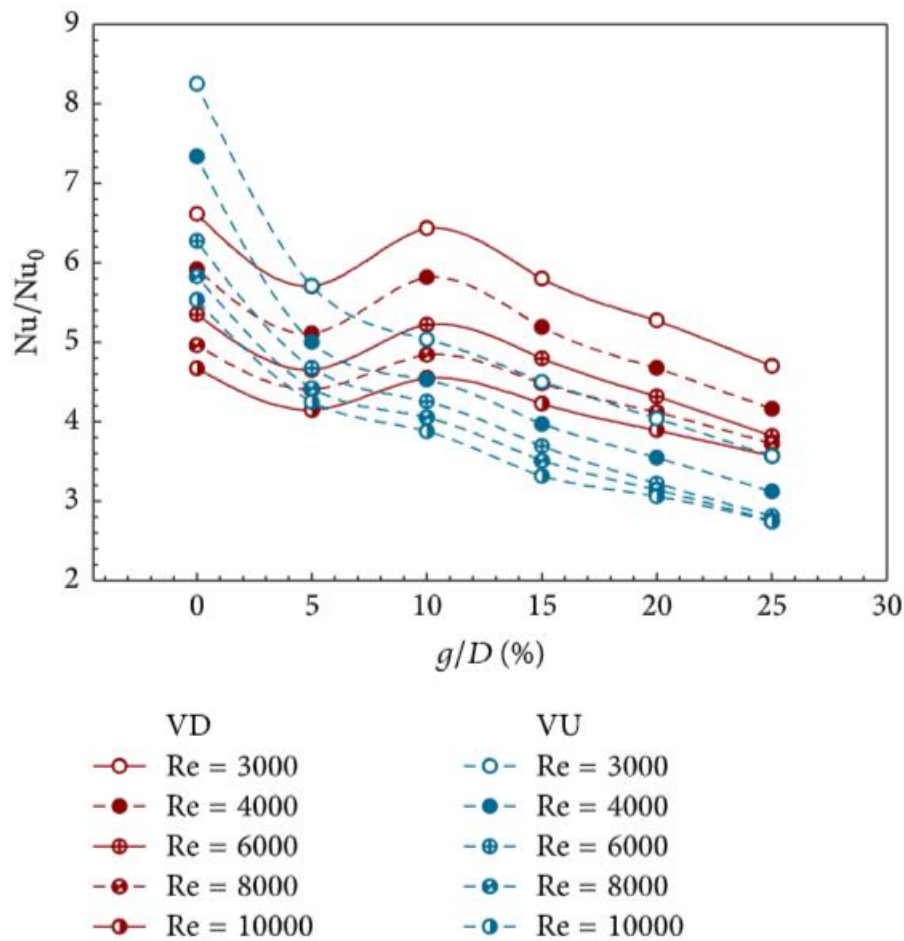 9
8
7
6
5
4
3
2
Nu/Nu₀
0 5 10 15 20 25 30
g/D (%)
VD VU
Re = 3000 Re = 3000
Re = 4000 Re = 4000
Re = 6000 Re = 6000
Re = 8000 Re = 8000
Re = 10000 Re = 10000